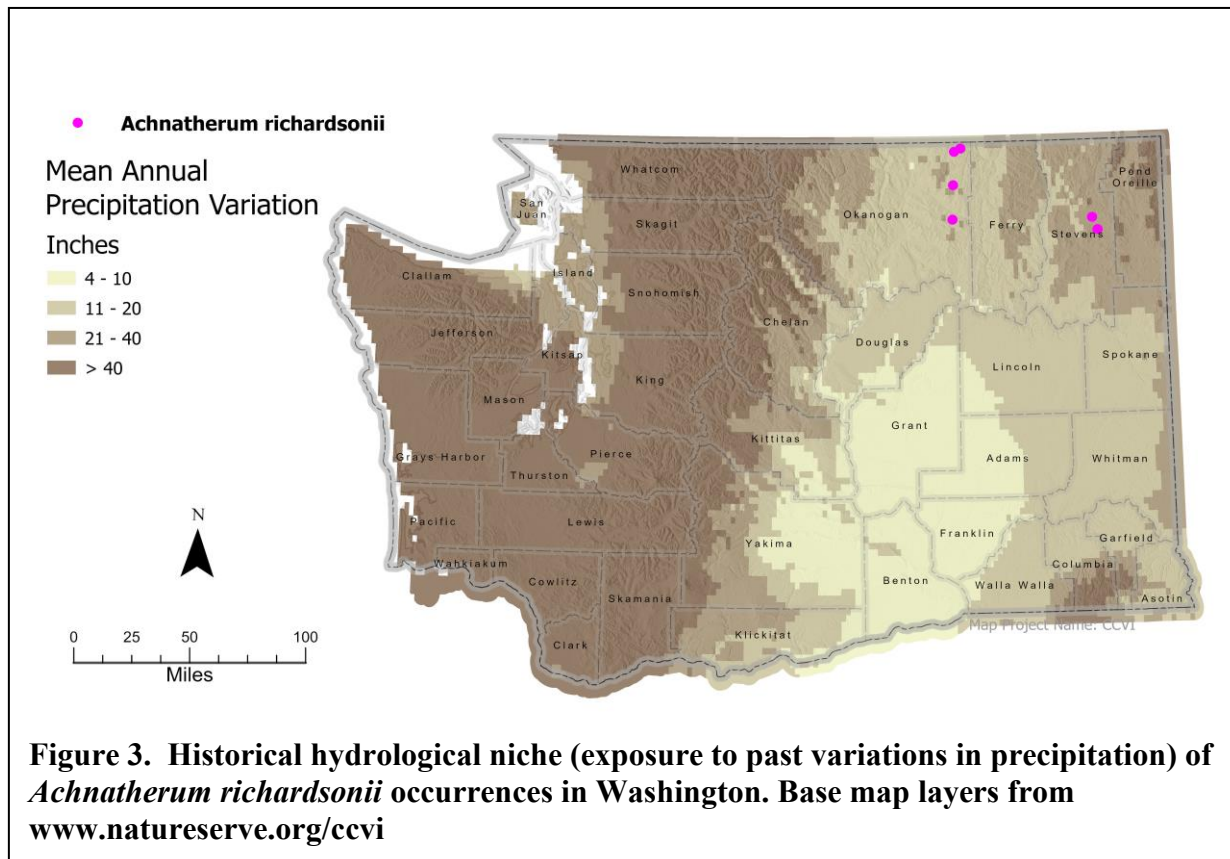 Achnatherum richardsonii
Mean Annual
Precipitation Variation
Inches
4 - 10
11 - 20
21 - 40
> 40
Whatcom
San
Juan
Skagit
Okanogan
Ferry
Stevens
Pend
Oreille
Clallam
Island
Snohomish
Chelan
Jefferson
Kitsap
Douglas
Spokane
Lincoln
King
Mason
Grant
Kittitas
Grays Harbor
Pierce
Adams
Whitman
Thurston
Pacific
Lewis
Yakima
Franklin
Garfield
Wahkiakum
Cowlitz
Benton
Columbia
Walla Walla
Asotin
Skamania
Klickitat
Clark
Map Project Name: CCVI
N
0 25 50 100
Miles
Figure 3. Historical hydrological niche (exposure to past variations in precipitation) of
Achnatherum richardsonii occurrences in Washington. Base map layers from
www.natureserve.org/ccvi